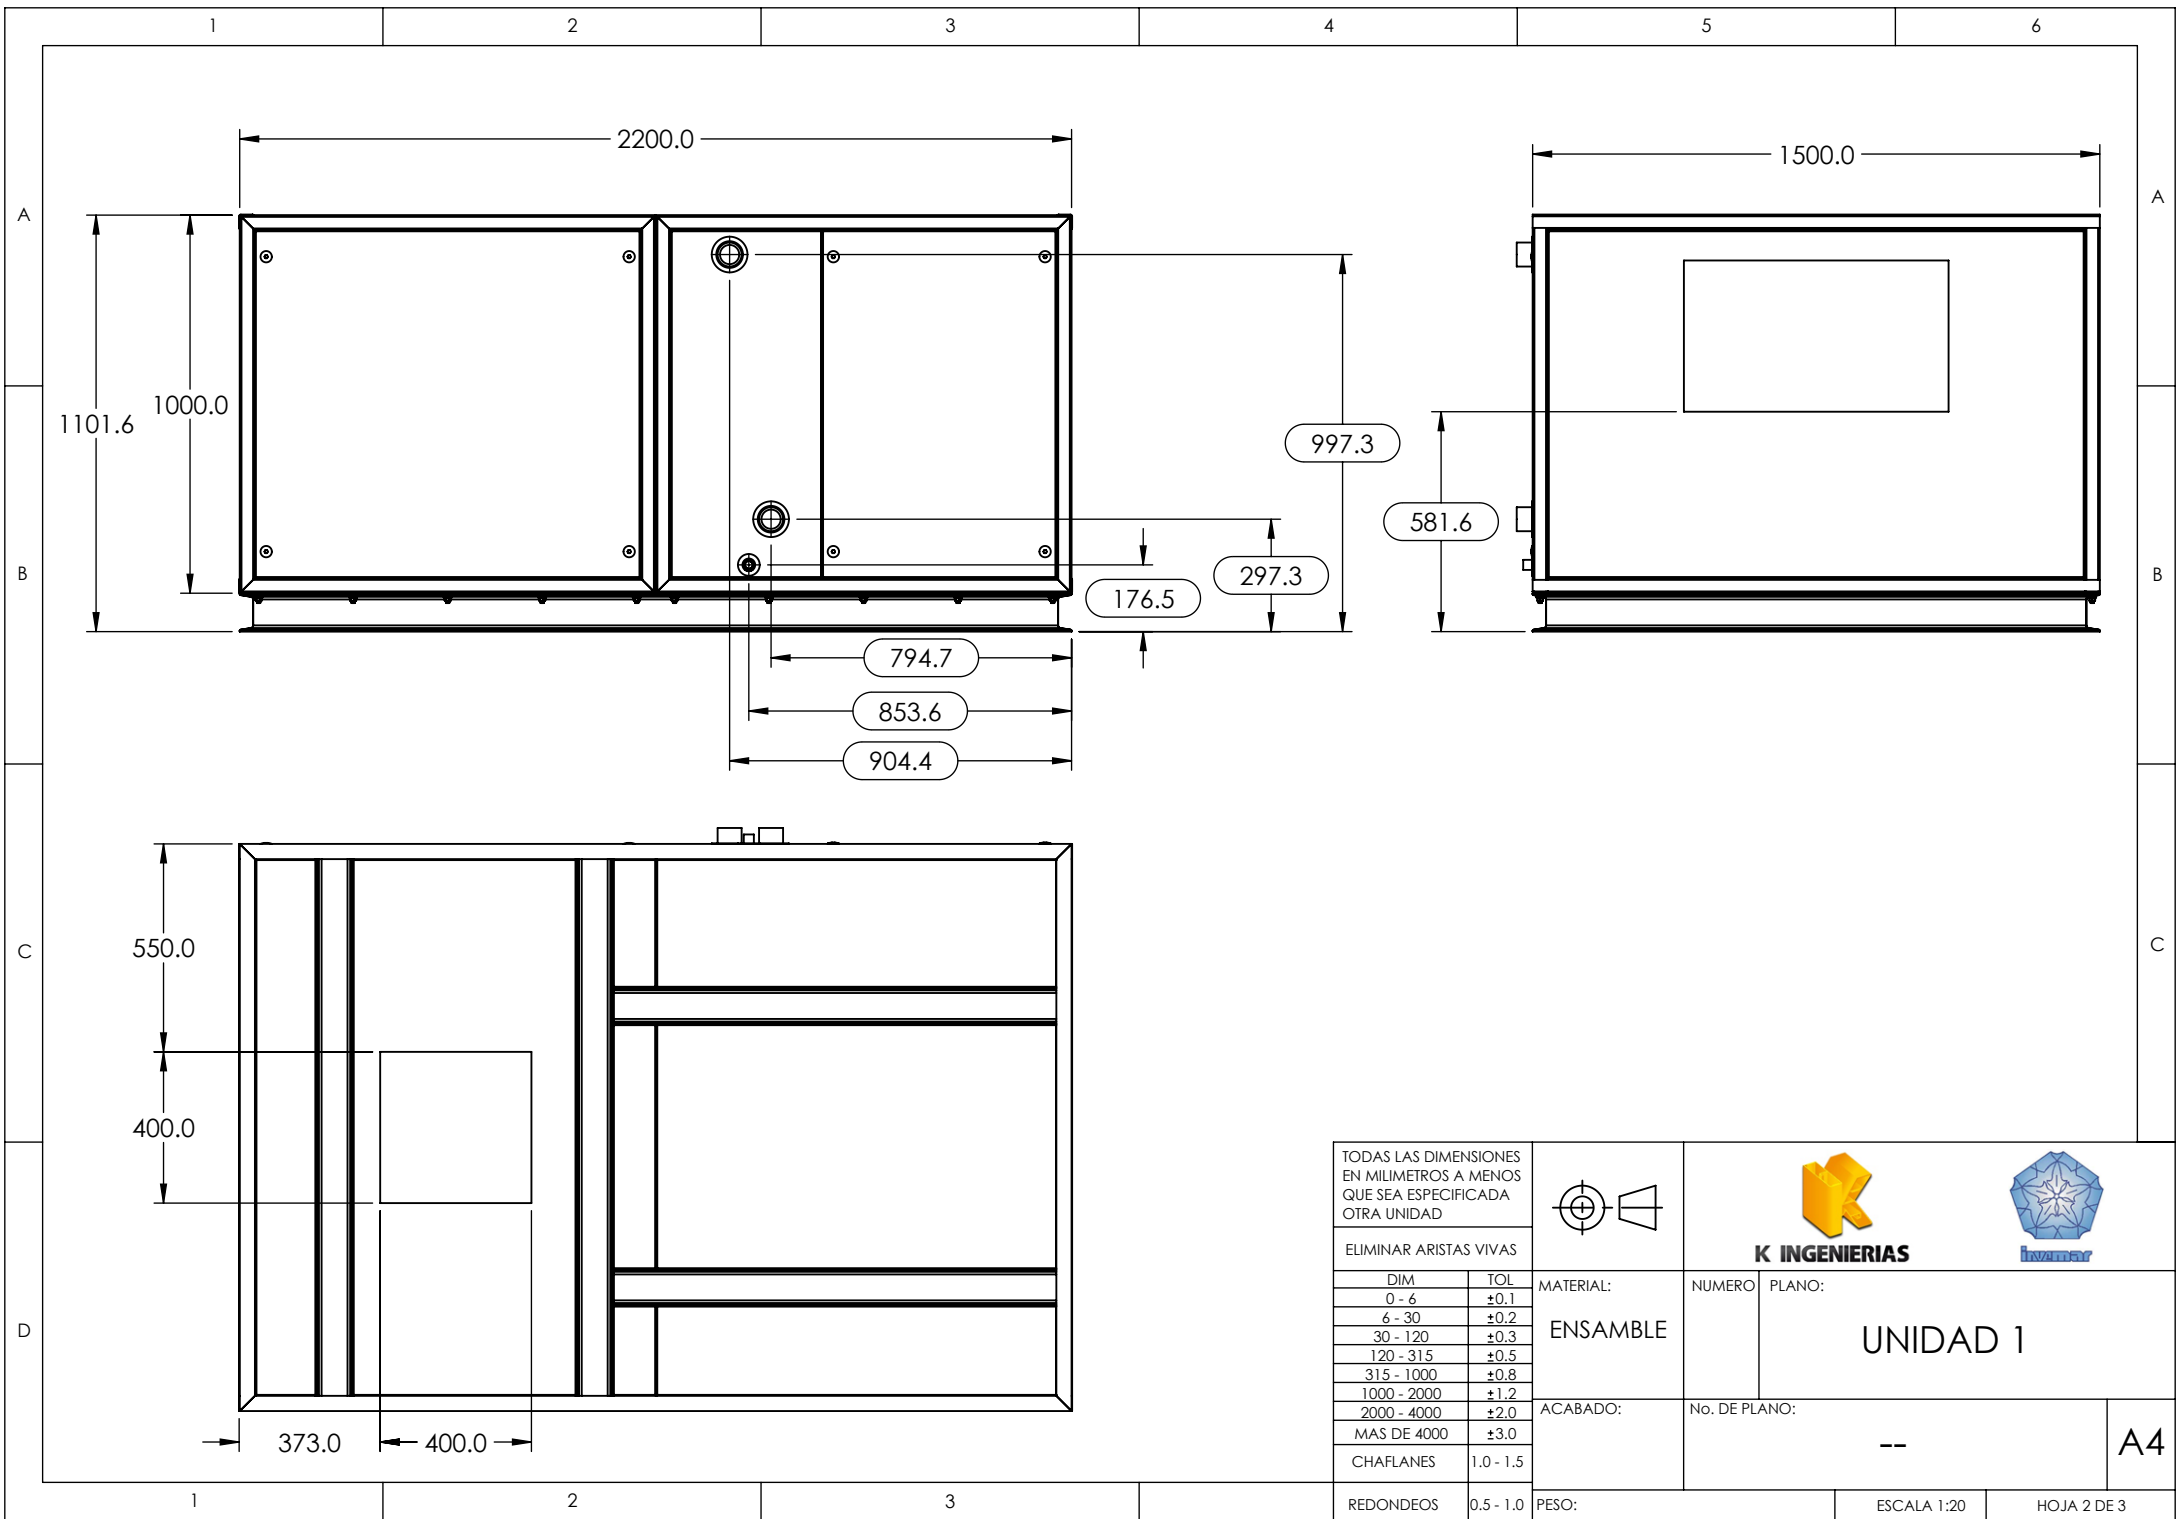 1 2 3 4 5 6
2200.0
1500.0
A A
1101.6
1000.0
997.3
581.6
297.3
176.5
B B
794.7
853.6
904.4
550.0
C C
400.0
373.0
400.0
D
1 2 3
TODAS LAS DIMENSIONES
EN MILIMETROS A MENOS
QUE SEA ESPECIFICADA
OTRA UNIDAD
ELIMINAR ARISTAS VIVAS
K INGENIERIAS
invemar
DIM TOL
0 - 6 ±0.1
6 - 30 ±0.2
30 - 120 ±0.3
120 - 315 ±0.5
315 - 1000 ±0.8
1000 - 2000 ±1.2
2000 - 4000 ±2.0
MAS DE 4000 ±3.0
CHAFLANES 1.0 - 1.5
REDONDEOS 0.5 - 1.0
MATERIAL:
ENSAMBLE
NUMERO PLANO:
UNIDAD 1
ACABADO:
No. DE PLANO:
--
A4
PESO:
ESCALA 1:20
HOJA 2 DE 3